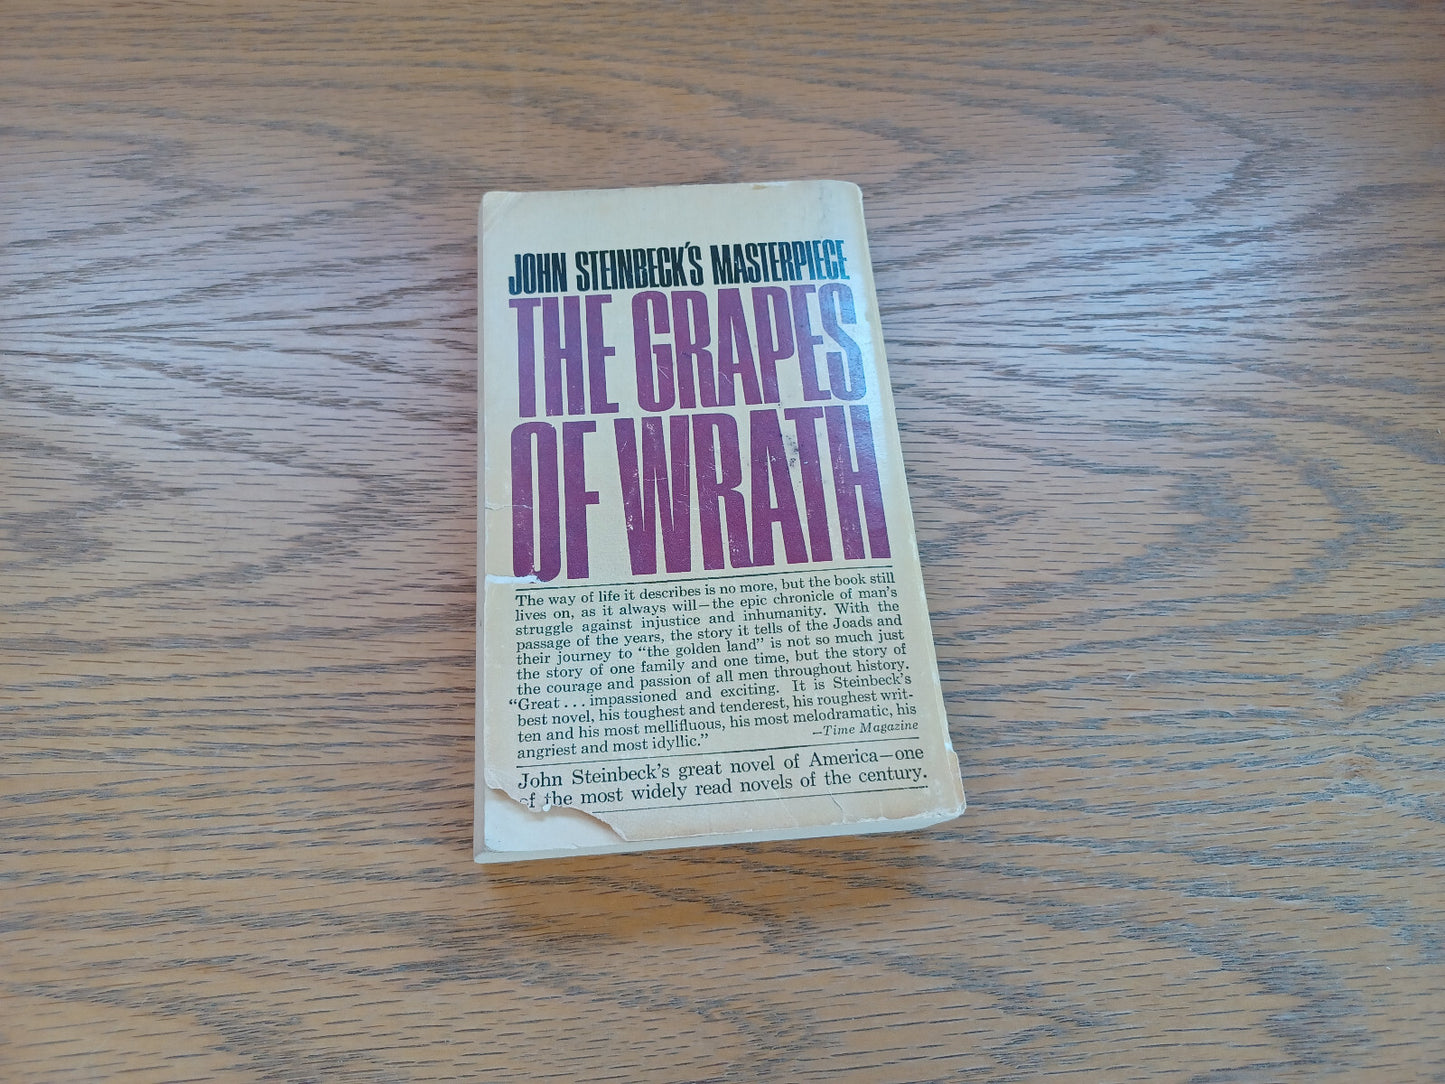 JOHN STEINBECK'S MASTERPIECE
THE GRAPES
OF WRATH
The way of life it describes is no more, but the book still
lives on, as it always will—the epic chronicle of man's
struggle against injustice and inhumanity. With the
passage of the years, the story it tells of the Joads and
their journey to "the golden land" is not so much just
the story of one family and one time, but the story of
the courage and passion of all men throughout history.
"Great . . . impassioned and exciting. It is Steinbeck's
best novel, his toughest and tenderest, his roughest writ-
ten and his most mellifluous, his most melodramatic, his
angriest and most idyllic."
—Time Magazine
John Steinbeck's great novel of America—one
of the most widely read novels of the century.